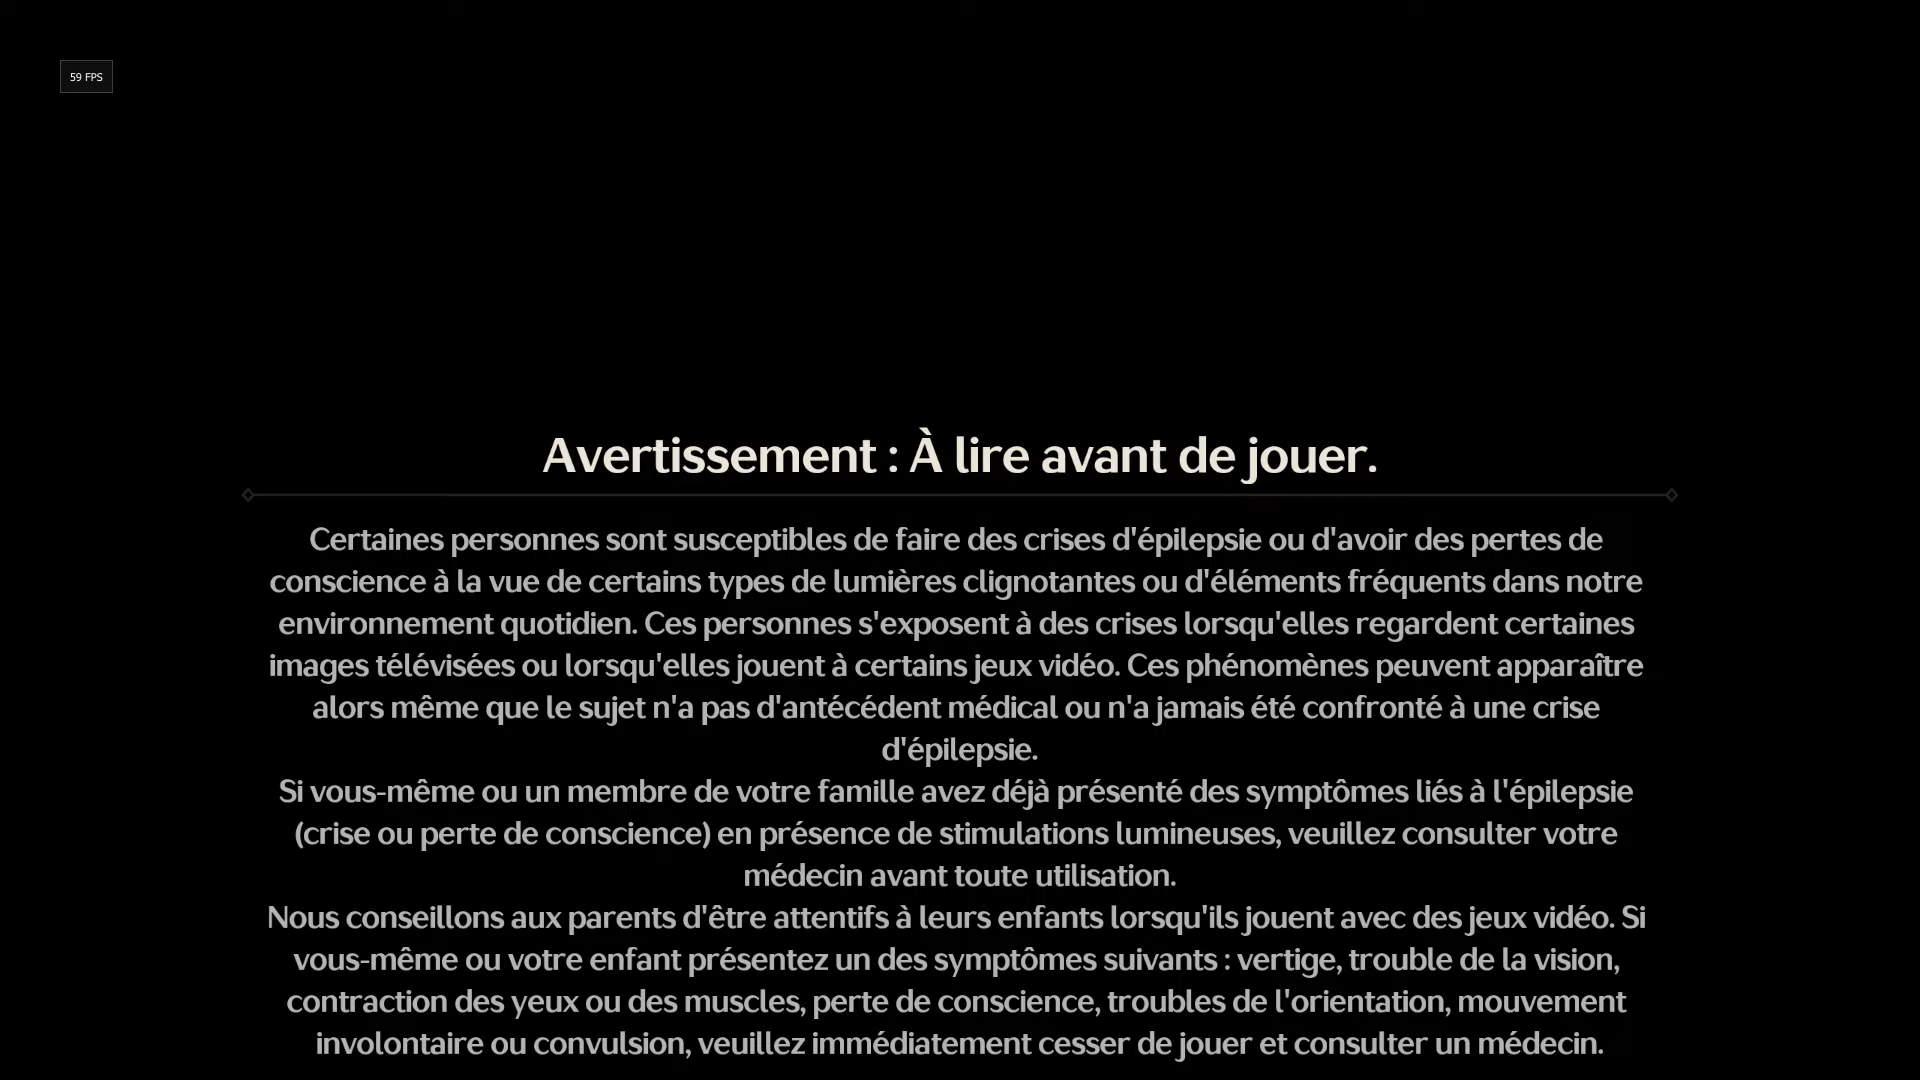 59 FPS
Avertissement : À lire avant de jouer.
Certaines personnes sont susceptibles de faire des crises d'épilepsie ou d'avoir des pertes de
conscience à la vue de certains types de lumières clignotantes ou d'éléments fréquents dans notre
environnement quotidien. Ces personnes s'exposent à des crises lorsqu'elles regardent certaines
images télévisées ou lorsqu'elles jouent à certains jeux vidéo. Ces phénomènes peuvent apparaître
alors même que le sujet n'a pas d'antécédent médical ou n'a jamais été confronté à une crise
d'épilepsie.
Si vous-même ou un membre de votre famille avez déjà présenté des symptômes liés à l'épilepsie
(crise ou perte de conscience) en présence de stimulations lumineuses, veuillez consulter votre
médecin avant toute utilisation.
Nous conseillons aux parents d'être attentifs à leurs enfants lorsqu'ils jouent avec des jeux vidéo. Si
vous-même ou votre enfant présentez un des symptômes suivants : vertige, trouble de la vision,
contraction des yeux ou des muscles, perte de conscience, troubles de l'orientation, mouvement
involontaire ou convulsion, veuillez immédiatement cesser de jouer et consulter un médecin.